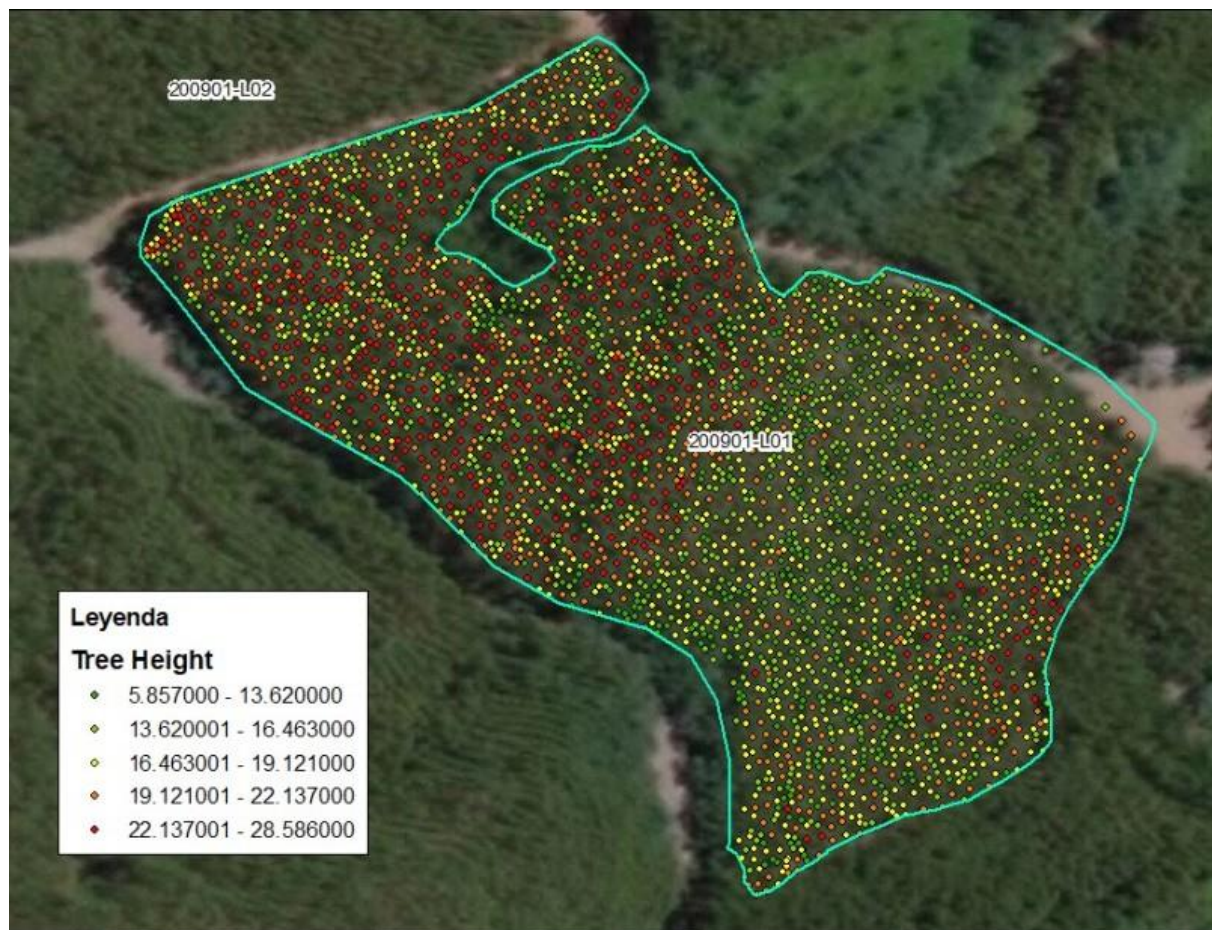 200901-L02
200901-L01
Leyenda
Tree Height
5.857000 - 13.620000
13.620001 - 16.463000
16.463001 - 19.121000
19.121001 - 22.137000
22.137001 - 28.586000